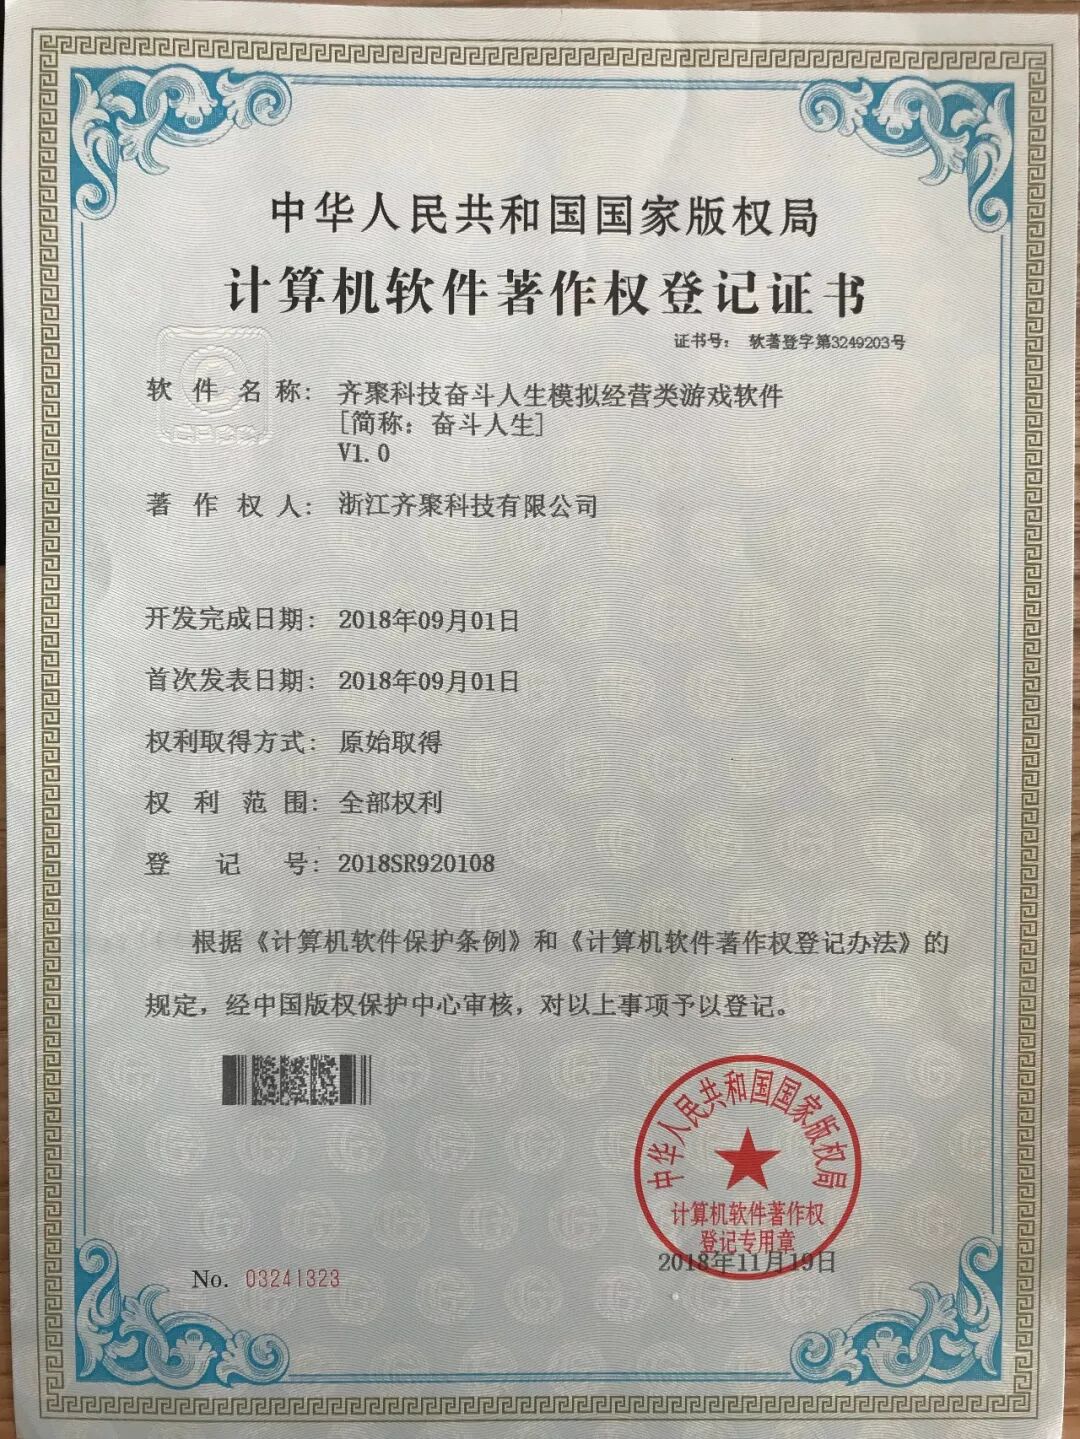 中华人民共和国国家版权局
计算机软件著作权登记证书
证书号： 软著登字第3249203号
软件名称： 齐聚科技奋斗人生模拟经营类游戏软件
[简称：奋斗人生]
V1.0
著作权人： 浙江齐聚科技有限公司
开发完成日期： 2018年09月01日
首次发表日期： 2018年09月01日
权利取得方式： 原始取得
权利范围： 全部权利
登记号： 2018SR920108
根据《计算机软件保护条例》和《计算机软件著作权登记办法》的
规定，经中国版权保护中心审核，对以上事项予以登记。
中华人民共和国国家版权局
计算机软件著作权
登记专用章
2018年11月19日
No. 03241323